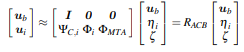 [u_b; u_i] ≈ [I 0 0; Ψ_{C,i} Φ_i Φ_{MTA}] [u_b; η_i; ζ] = R_{ACB} [u_b; η_i; ζ]